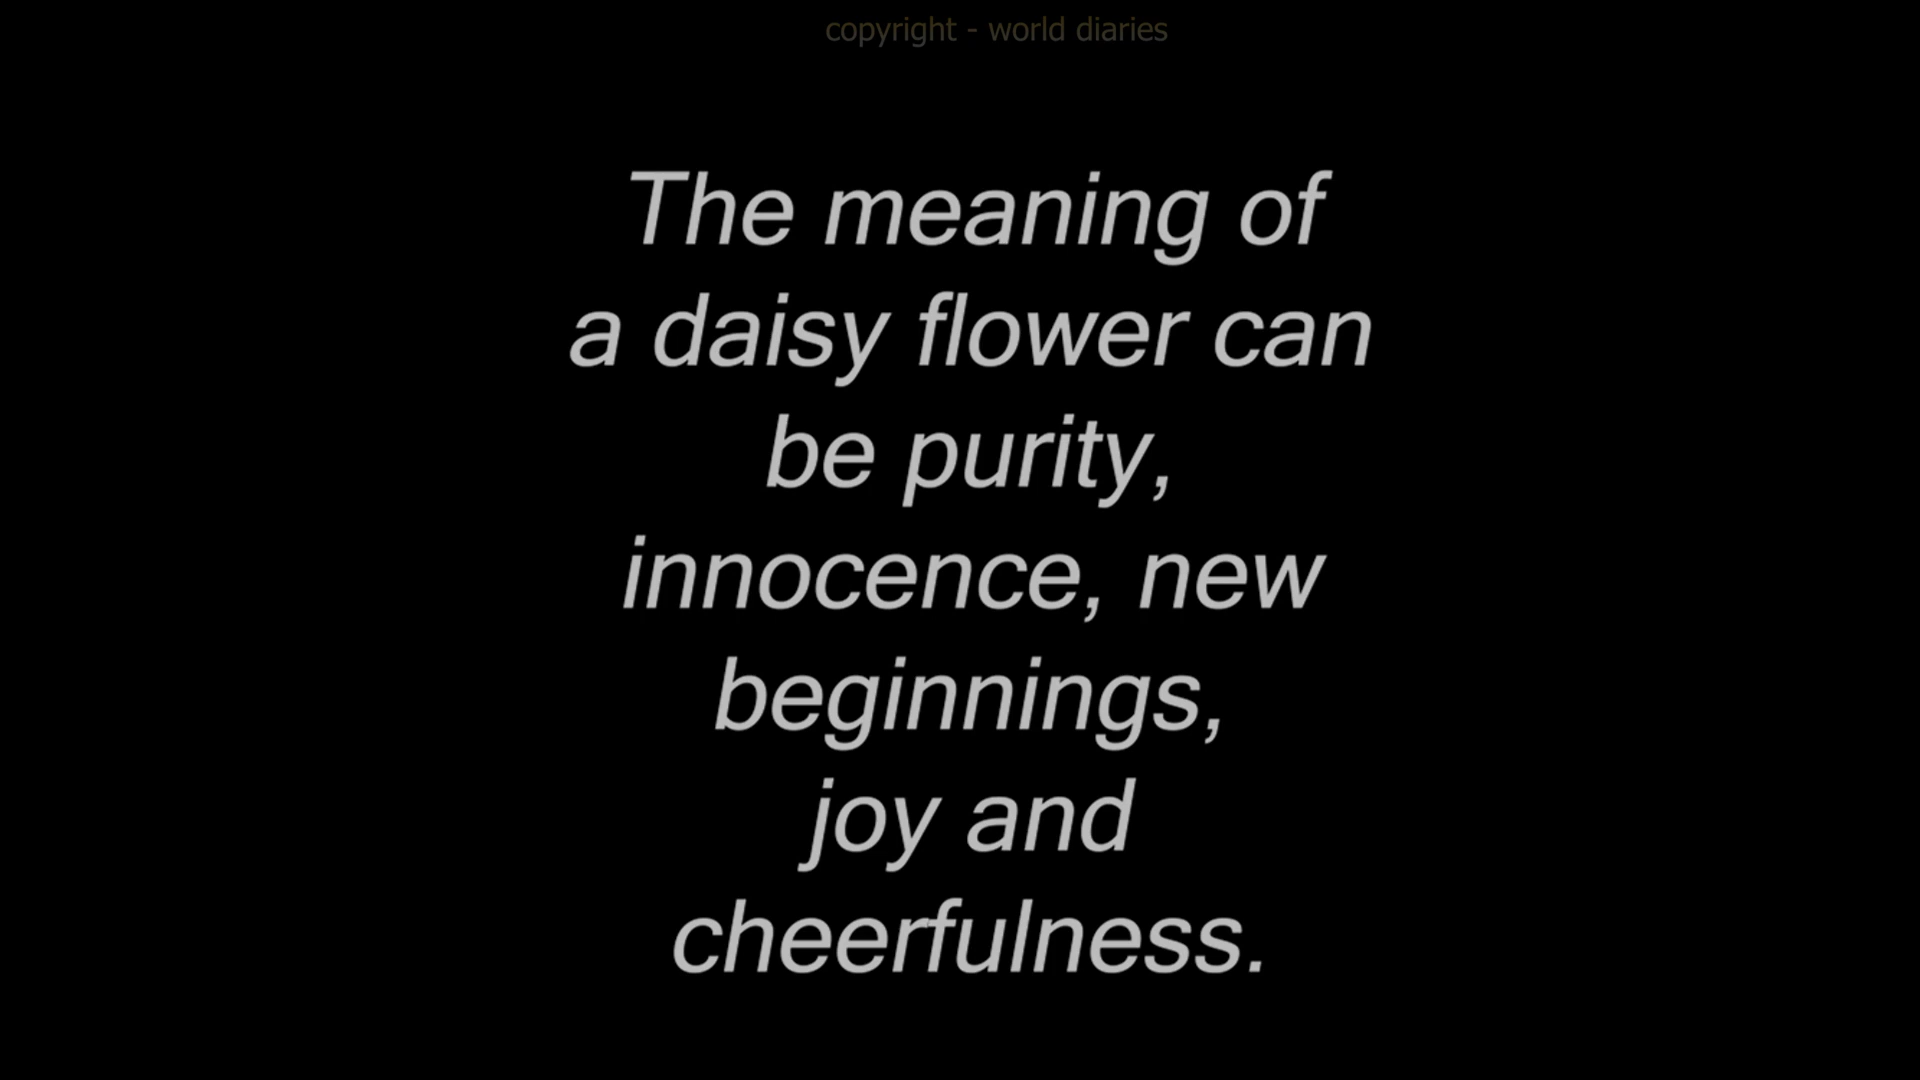 copyright - world diaries
The meaning of
a daisy flower can
be purity,
innocence, new
beginnings,
joy and
cheerfulness.